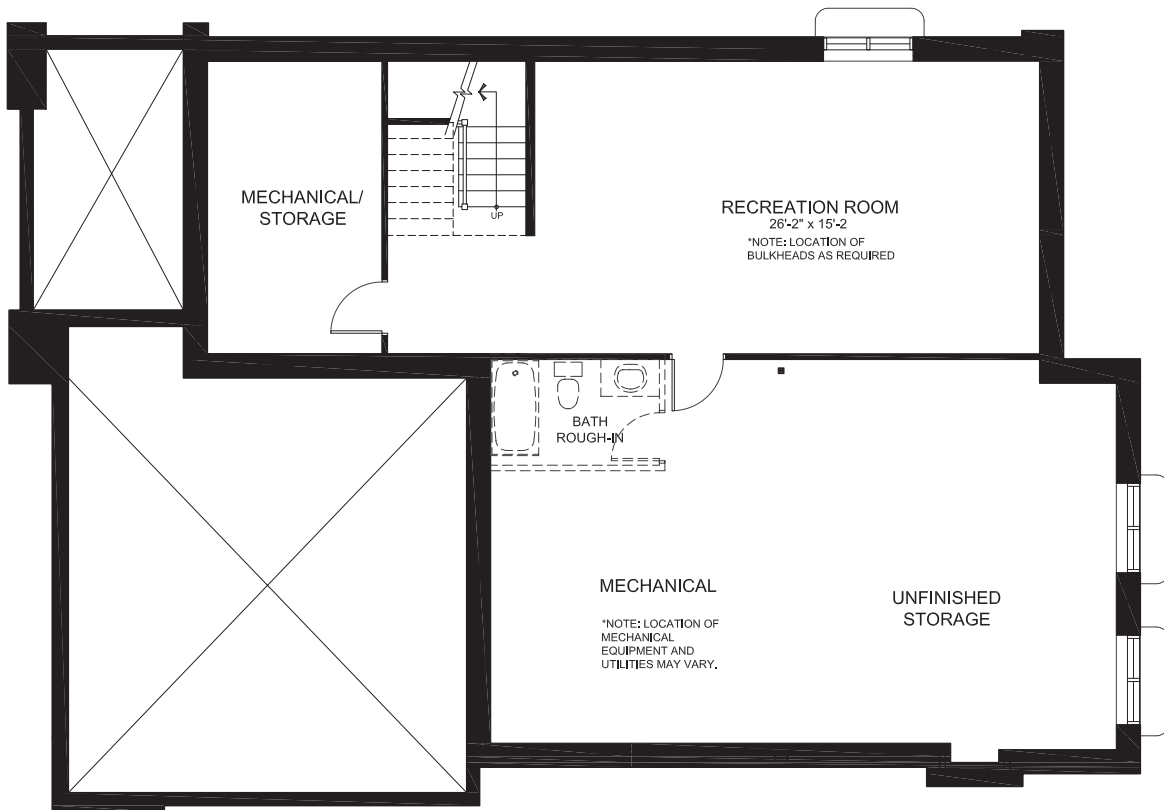 MECHANICAL/
STORAGE
UP
RECREATION ROOM
26'-2" x 15'-2
*NOTE: LOCATION OF
BULKHEADS AS REQUIRED
BATH
ROUGH-IN
MECHANICAL
*NOTE: LOCATION OF
MECHANICAL
EQUIPMENT AND
UTILITIES MAY VARY.
UNFINISHED
STORAGE